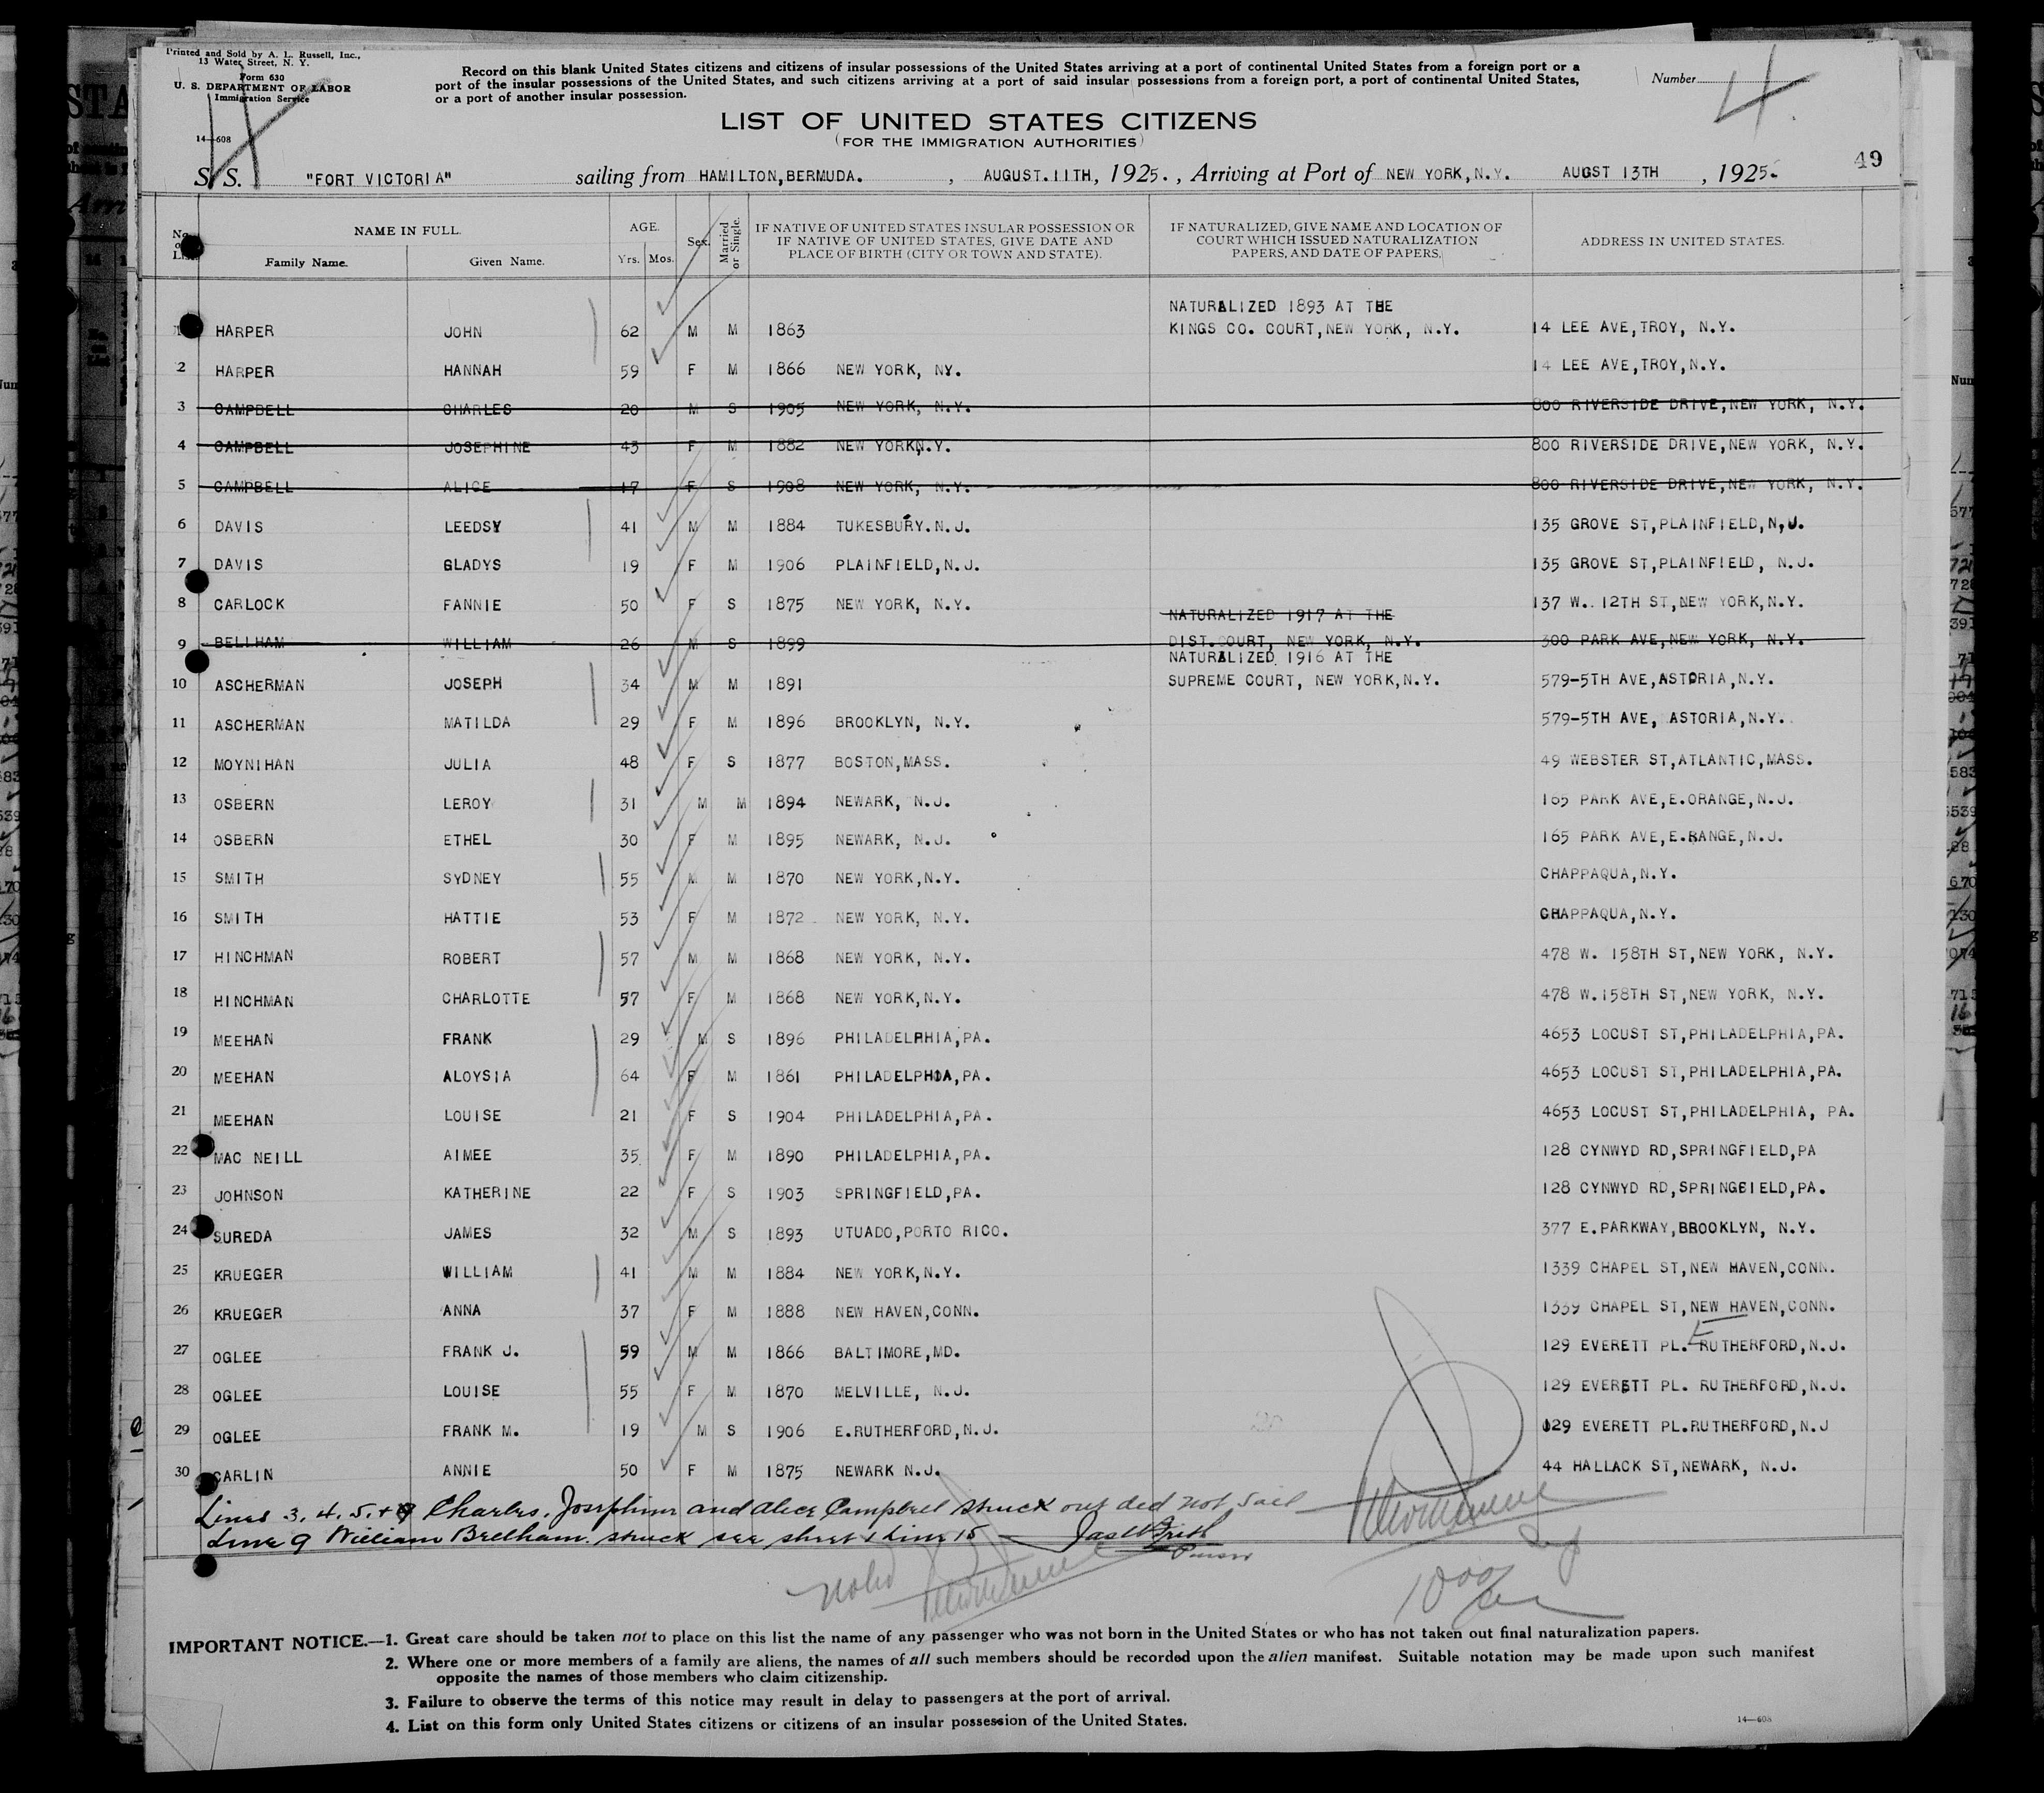 Printed and Sold by A. L. Russell, Inc.,
13 Water Street, N. Y.
Form 630
U. S. DEPARTMENT OF LABOR
Immigration Service
14—608
Record on this blank United States citizens and citizens of insular possessions of the United States arriving at a port of continental United States from a foreign port or a
port of the insular possessions of the United States, and such citizens arriving at a port of said insular possessions from a foreign port, a port of continental United States,
or a port of another insular possession.
Number 4
LIST OF UNITED STATES CITIZENS
(FOR THE IMMIGRATION AUTHORITIES)
49
S. S. "FORT VICTORIA" sailing from HAMILTON,BERMUDA. , AUGUST.11TH, 1925. , Arriving at Port of NEW YORK,N.Y. AUGST 13TH , 1925.
No. on List NAME IN FULL. Family Name. Given Name. AGE. Yrs. Mos. Sex. Married or Single. IF NATIVE OF UNITED STATES INSULAR POSSESSION OR IF NATIVE OF UNITED STATES, GIVE DATE AND PLACE OF BIRTH (CITY OR TOWN AND STATE). IF NATURALIZED, GIVE NAME AND LOCATION OF COURT WHICH ISSUED NATURALIZATION PAPERS, AND DATE OF PAPERS. ADDRESS IN UNITED STATES.
NATURALIZED 1893 AT THE
1 HARPER JOHN 62 M M 1863 KINGS CO. COURT,NEW YORK, N.Y. 14 LEE AVE,TROY, N.Y.
2 HARPER HANNAH 59 F M 1866 NEW YORK, NY. 14 LEE AVE,TROY,N.Y.
3 CAMPBELL CHARLES 20 M S 1905 NEW YORK, N.Y. 800 RIVERSIDE DRIVE,NEW YORK, N.Y.
4 CAMPBELL JOSEPHINE 43 F M 1882 NEW YORKN.Y. 800 RIVERSIDE DRIVE,NEW YORK, N.Y.
5 CAMPBELL ALICE 17 F S 1908 NEW YORK, N.Y. 800 RIVERSIDE DRIVE,NEW YORK, N.Y.
6 DAVIS LEEDSY 41 M M 1884 TUKESBURY.N.J. 135 GROVE ST,PLAINFIELD,N,J.
7 DAVIS GLADYS 19 F M 1906 PLAINFIELD,N.J. 135 GROVE ST,PLAINFIELD, N.J.
8 CARLOCK FANNIE 50 F S 1875 NEW YORK, N.Y. 137 W. 12TH ST,NEW YORK,N.Y.
NATURALIZED 1917 AT THE
9 BELLHAM WILLIAM 26 M S 1899 DIST.COURT, NEW YORK, N.Y. 300 PARK AVE,NEW YORK, N.Y.
NATURALIZED 1916 AT THE
10 ASCHERMAN JOSEPH 34 M M 1891 SUPREME COURT, NEW YORK,N.Y. 579-5TH AVE,ASTORIA,N.Y.
11 ASCHERMAN MATILDA 29 F M 1896 BROOKLYN, N.Y. 579-5TH AVE, ASTORIA,N.Y.
12 MOYNIHAN JULIA 48 F S 1877 BOSTON,MASS. 49 WEBSTER ST,ATLANTIC,MASS.
13 OSBERN LEROY 31 M M 1894 NEWARK, N.J. 165 PARK AVE,E.ORANGE,N.J.
14 OSBERN ETHEL 30 F M 1895 NEWARK, N.J. 165 PARK AVE,E.RANGE,N.J.
15 SMITH SYDNEY 55 M M 1870 NEW YORK,N.Y. CHAPPAQUA,N.Y.
16 SMITH HATTIE 53 F M 1872 NEW YORK, N.Y. CHAPPAQUA,N.Y.
17 HINCHMAN ROBERT 57 M M 1868 NEW YORK, N.Y. 478 W. 158TH ST,NEW YORK, N.Y.
18 HINCHMAN CHARLOTTE 57 F M 1868 NEW YORK,N.Y. 478 W.158TH ST,NEW YORK, N.Y.
19 MEEHAN FRANK 29 M S 1896 PHILADELPHIA,PA. 4653 LOCUST ST,PHILADELPHIA,PA.
20 MEEHAN ALOYSIA 64 F M 1861 PHILADELPHIA,PA. 4653 LOCUST ST,PHILADELPHIA,PA.
21 MEEHAN LOUISE 21 F S 1904 PHILADELPHIA,PA. 4653 LOCUST ST,PHILADELPHIA, PA.
22 MAC NEILL AIMEE 35 F M 1890 PHILADELPHIA,PA. 128 CYNWYD RD,SPRINGFIELD,PA
23 JOHNSON KATHERINE 22 F S 1903 SPRINGFIELD,PA. 128 CYNWYD RD,SPRINGEIELD,PA.
24 SUREDA JAMES 32 M S 1893 UTUADO,PORTO RICO. 377 E.PARKWAY,BROOKLYN, N.Y.
25 KRUEGER WILLIAM 41 M M 1884 NEW YORK,N.Y. 1339 CHAPEL ST,NEW HAVEN,CONN.
26 KRUEGER ANNA 37 F M 1888 NEW HAVEN,CONN. 1339 CHAPEL ST,NEW HAVEN,CONN.
27 OGLEE FRANK J. 59 M M 1866 BALTIMORE,MD. 129 EVERETT PL. E RUTHERFORD,N.J.
28 OGLEE LOUISE 55 F M 1870 MELVILLE, N.J. 129 EVERETT PL. RUTHERFORD,N.J.
29 OGLEE FRANK M. 19 M S 1906 E.RUTHERFORD,N.J. 129 EVERETT PL.RUTHERFORD,N.J
30 CARLIN ANNIE 50 F M 1875 NEWARK N.J. 44 HALLACK ST,NEWARK, N.J.
Lines 3. 4. 5. + Charles, Josephine and Alice Campbell struck out did not sail
Line 9 William Bellham. struck see sheet 1 Line 15 Purser
noted
IMPORTANT NOTICE.—1. Great care should be taken not to place on this list the name of any passenger who was not born in the United States or who has not taken out final naturalization papers.
2. Where one or more members of a family are aliens, the names of all such members should be recorded upon the alien manifest. Suitable notation may be made upon such manifest
opposite the names of those members who claim citizenship.
3. Failure to observe the terms of this notice may result in delay to passengers at the port of arrival.
4. List on this form only United States citizens or citizens of an insular possession of the United States.
14—608